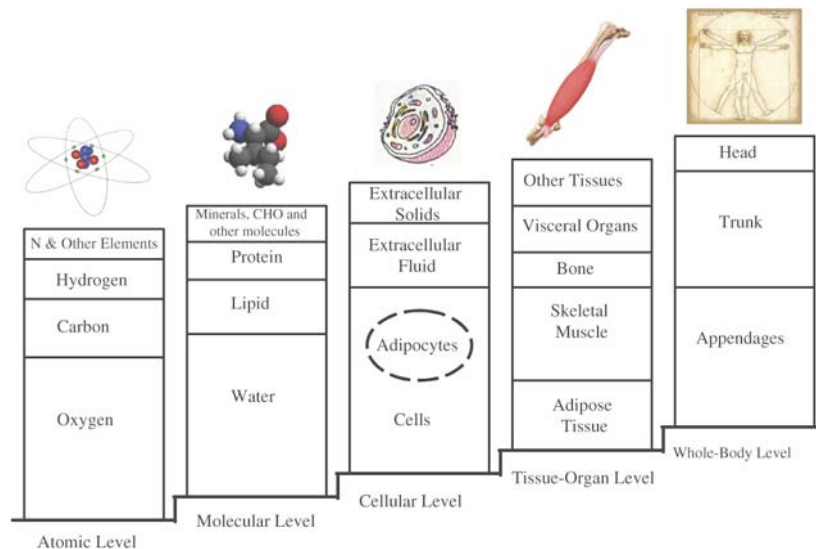 N & Other Elements
Hydrogen
Carbon
Oxygen
Atomic Level
Minerals, CHO and
other molecules
Protein
Lipid
Water
Molecular Level
Extracellular
Solids
Extracellular
Fluid
Adipocytes
Cells
Cellular Level
Other Tissues
Visceral Organs
Bone
Skeletal
Muscle
Adipose
Tissue
Tissue-Organ Level
Head
Trunk
Appendages
Whole-Body Level